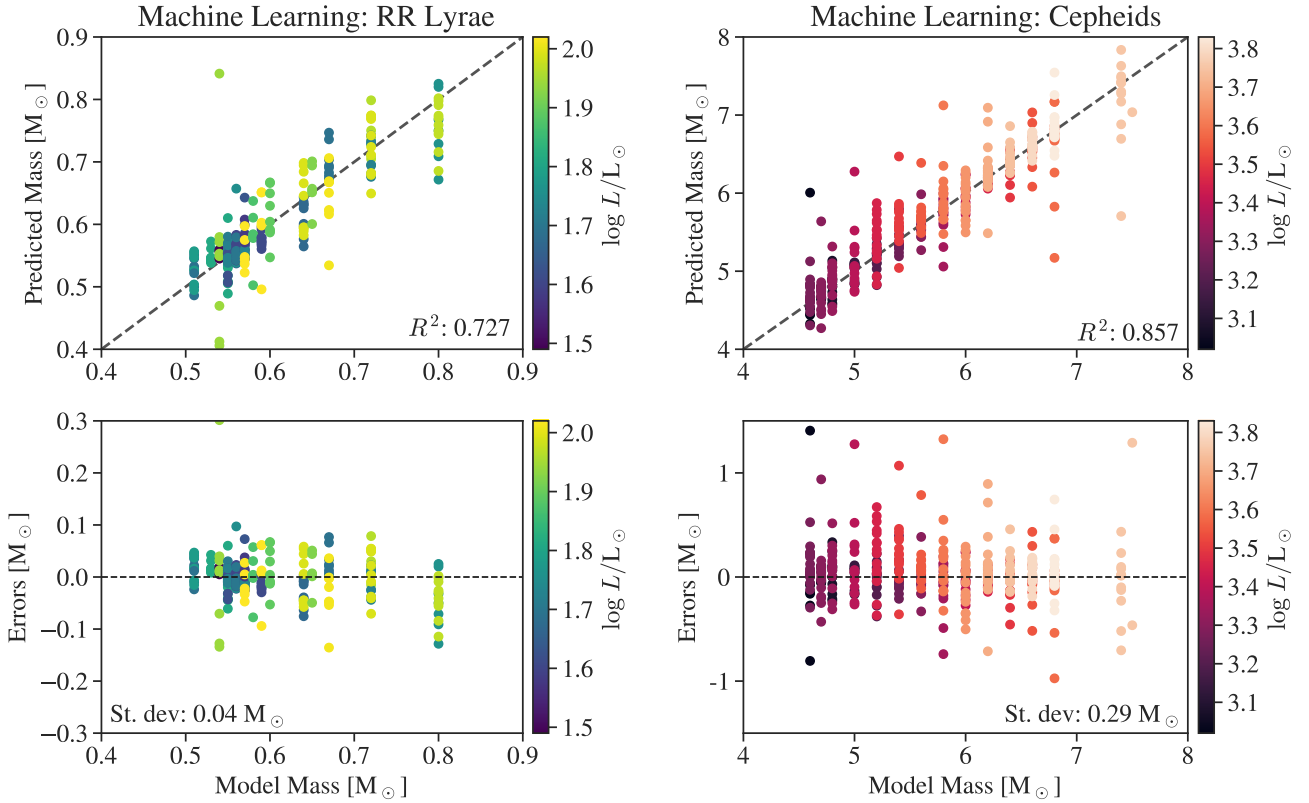 Machine Learning: RR Lyrae
Predicted Mass [M⊙]
0.9
0.8
0.7
0.6
0.5
0.4
0.4 0.5 0.6 0.7 0.8 0.9
R²: 0.727
2.0
1.9
1.8
1.7
1.6
1.5
log L/L⊙
Machine Learning: Cepheids
Predicted Mass [M⊙]
8
7
6
5
4
4 5 6 7 8
R²: 0.857
3.8
3.7
3.6
3.5
3.4
3.3
3.2
3.1
log L/L⊙
Errors [M⊙]
0.3
0.2
0.1
0.0
−0.1
−0.2
−0.3
St. dev: 0.04 M⊙
0.4 0.5 0.6 0.7 0.8 0.9
Model Mass [M⊙]
2.0
1.9
1.8
1.7
1.6
1.5
log L/L⊙
Errors [M⊙]
1
0
-1
St. dev: 0.29 M⊙
4 5 6 7 8
Model Mass [M⊙]
3.8
3.7
3.6
3.5
3.4
3.3
3.2
3.1
log L/L⊙